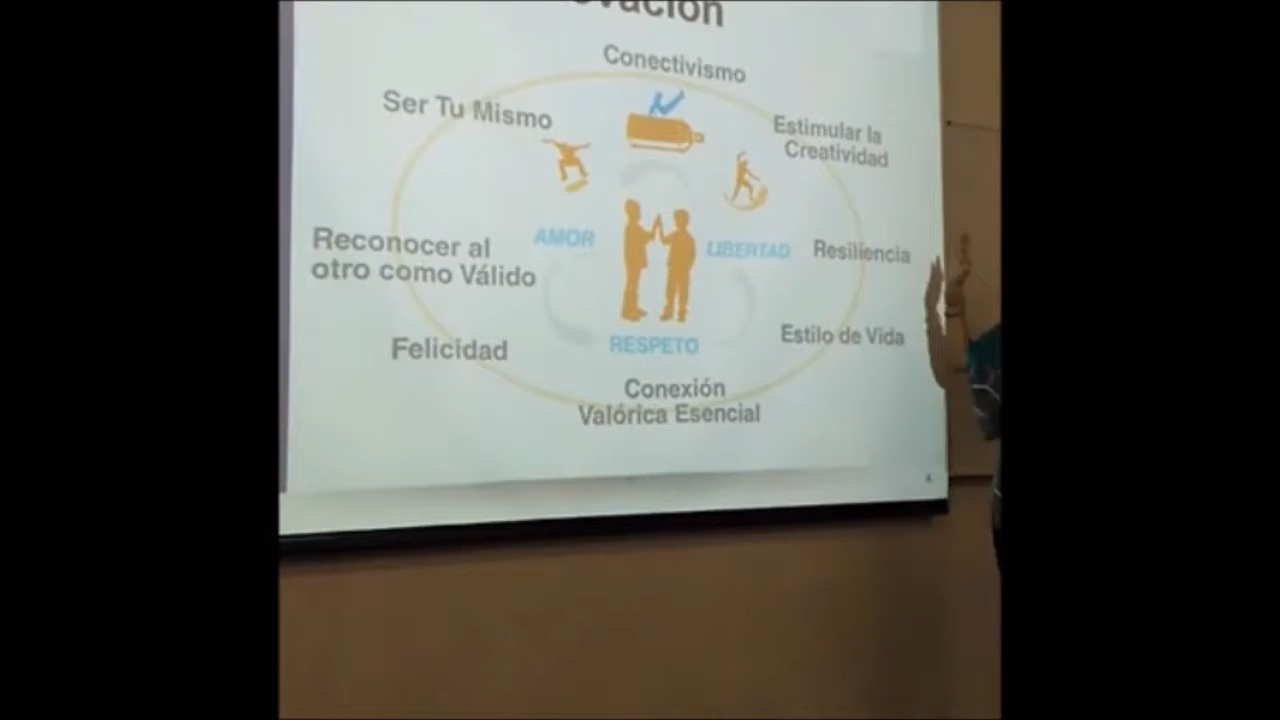 Conectivismo
Ser Tu Mismo
Estimular la
Creatividad
AMOR
LIBERTAD
Reconocer al
otro como Válido
Resiliencia
Felicidad
RESPETO
Estilo de Vida
Conexión
Valórica Esencial